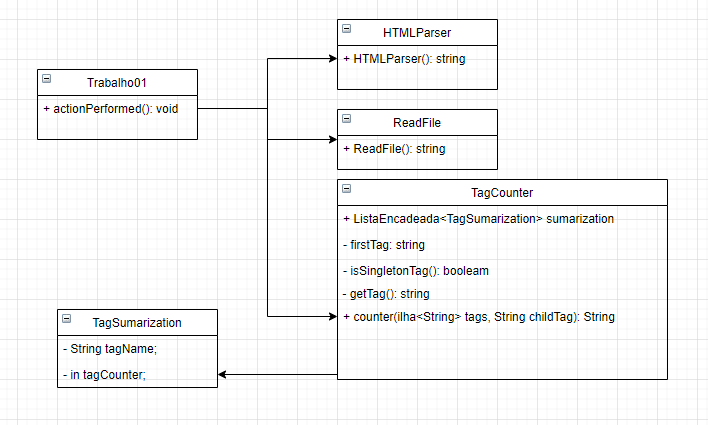 HTMLParser
+ HTMLParser(): string
Trabalho01
+ actionPerformed(): void
ReadFile
+ ReadFile(): string
TagCounter
+ ListaEncadeada<TagSumarization> sumarization
- firstTag: string
- isSingletonTag(): booleam
- getTag(): string
+ counter(ilha<String> tags, String childTag): String
TagSumarization
- String tagName;
- in tagCounter;